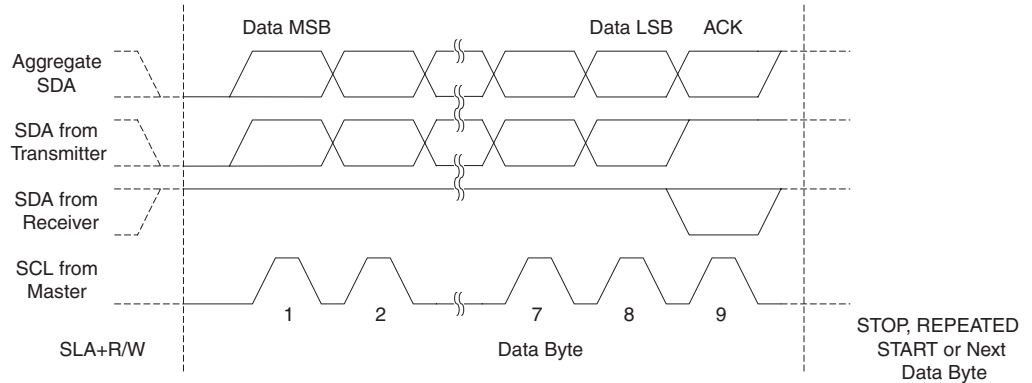 Data MSB
Data LSB
ACK
Aggregate
SDA
SDA from
Transmitter
SDA from
Receiver
SCL from
Master
1
2
7
8
9
SLA+R/W
Data Byte
STOP, REPEATED
START or Next
Data Byte